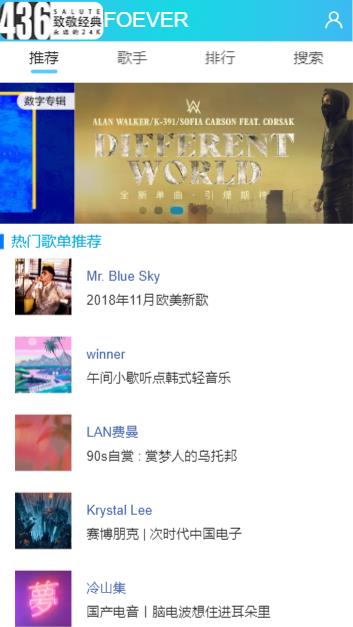 436 SALUTE
致敬经典
永远的24K
FOEVER
推荐 歌手 排行 搜索
数字专辑
ALAN WALKER/K-391/SOFIA CARSON FEAT. CORSAK
DIFFERENT
WORLD
全新单曲·引爆期待
热门歌单推荐
Mr. Blue Sky
2018年11月欧美新歌
winner
午间小歇听点韩式轻音乐
LAN费曼
90s自赏 : 赏梦人的乌托邦
Krystal Lee
赛博朋克 | 次时代中国电子
冷山集
国产电音丨脑电波想住进耳朵里
夢